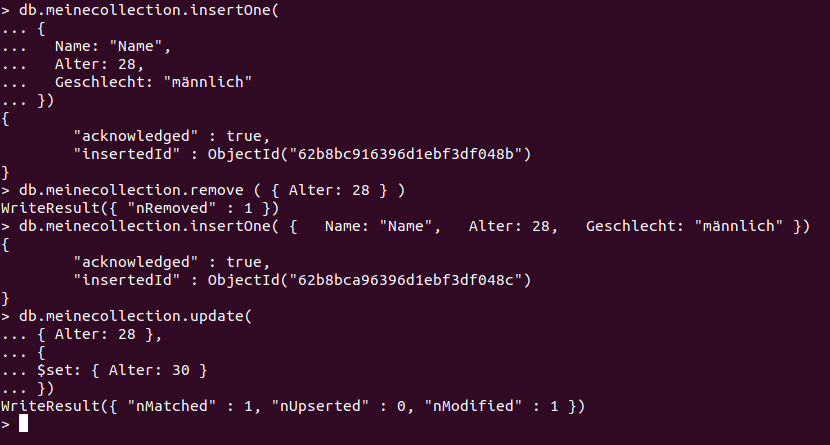 > db.meinecollection.insertOne(
... {
...   Name: "Name",
...   Alter: 28,
...   Geschlecht: "männlich"
... })
{
        "acknowledged" : true,
        "insertedId" : ObjectId("62b8bc916396d1ebf3df048b")
}
> db.meinecollection.remove ( { Alter: 28 } )
WriteResult({ "nRemoved" : 1 })
> db.meinecollection.insertOne( {   Name: "Name",   Alter: 28,   Geschlecht: "männlich" })
{
        "acknowledged" : true,
        "insertedId" : ObjectId("62b8bca96396d1ebf3df048c")
}
> db.meinecollection.update(
... { Alter: 28 },
... {
... $set: { Alter: 30 }
... })
WriteResult({ "nMatched" : 1, "nUpserted" : 0, "nModified" : 1 })
>